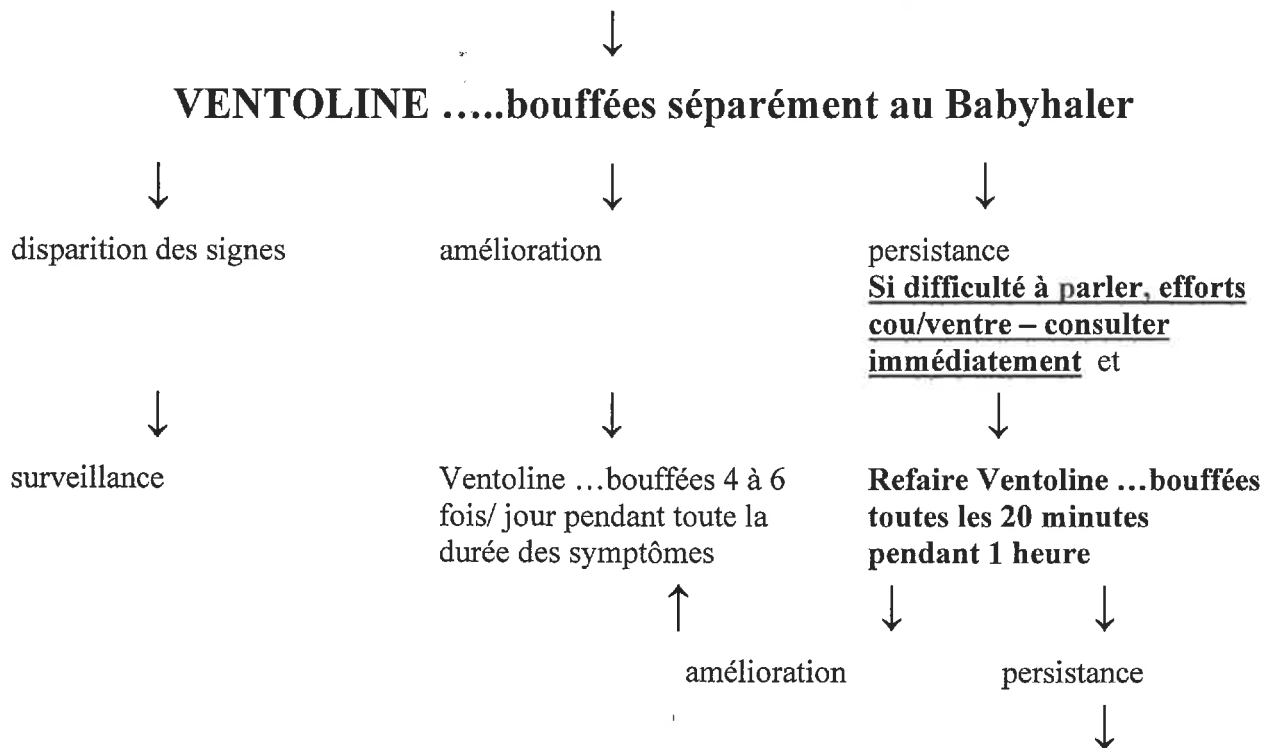 ↓
VENTOLINE .....bouffées séparément au Babyhaler
↓ ↓ ↓
disparition des signes
amélioration
persistance
Si difficulté à parler, efforts
cou/ventre – consulter
immédiatement et
↓ ↓ ↓
surveillance
Ventoline …bouffées 4 à 6
fois/ jour pendant toute la
durée des symptômes
Refaire Ventoline …bouffées
toutes les 20 minutes
pendant 1 heure
↑ ↓ ↓
amélioration
persistance
↓